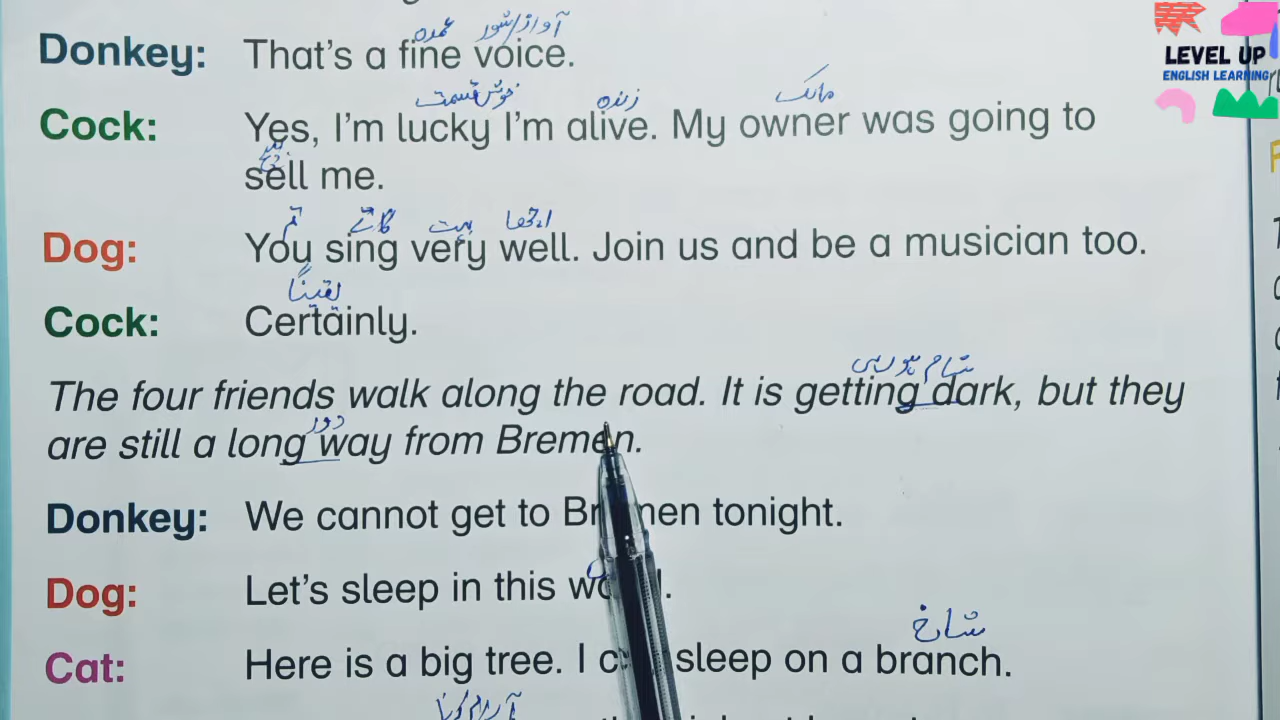 آواز/شور عمدہ
Donkey: That's a fine voice.
خوش قسمت زندہ مالک
Cock: Yes, I'm lucky I'm alive. My owner was going to
sell me.
تم گاتے بہت اچھا
Dog: You sing very well. Join us and be a musician too.
یقیناً
Cock: Certainly.
شام ہو رہی
The four friends walk along the road. It is getting dark, but they
دور
are still a long way from Bremen.
Donkey: We cannot get to Bremen tonight.
Dog: Let's sleep in this
شاخ
Cat: Here is a big tree. I sleep on a branch.
آرام کرنا
LEVEL UP
ENGLISH LEARNING